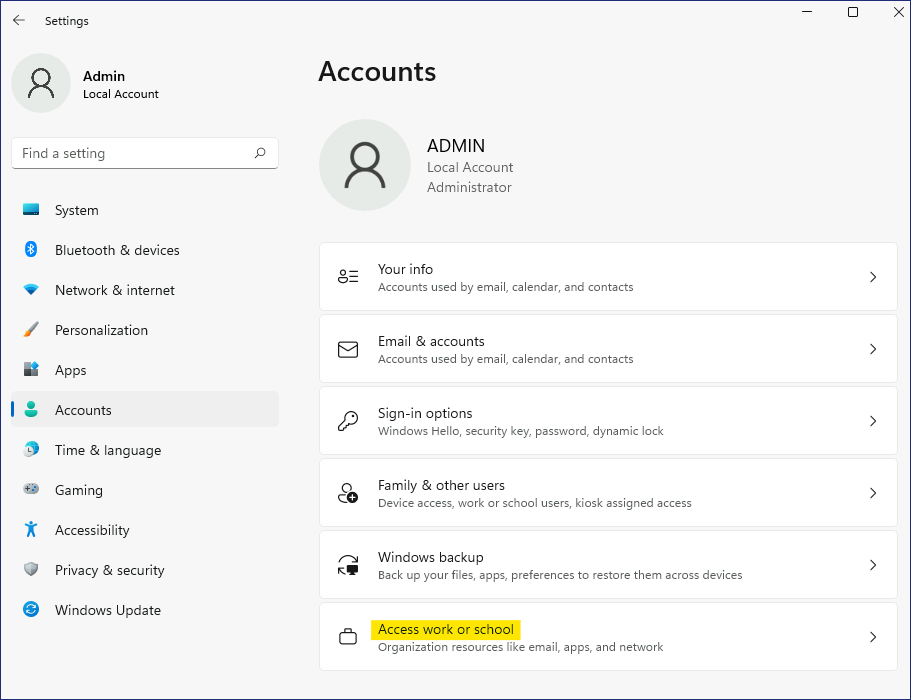 Settings
Admin
Local Account
Find a setting
System
Bluetooth & devices
Network & internet
Personalization
Apps
Accounts
Time & language
Gaming
Accessibility
Privacy & security
Windows Update
Accounts
ADMIN
Local Account
Administrator
Your info
Accounts used by email, calendar, and contacts
Email & accounts
Accounts used by email, calendar, and contacts
Sign-in options
Windows Hello, security key, password, dynamic lock
Family & other users
Device access, work or school users, kiosk assigned access
Windows backup
Back up your files, apps, preferences to restore them across devices
Access work or school
Organization resources like email, apps, and network